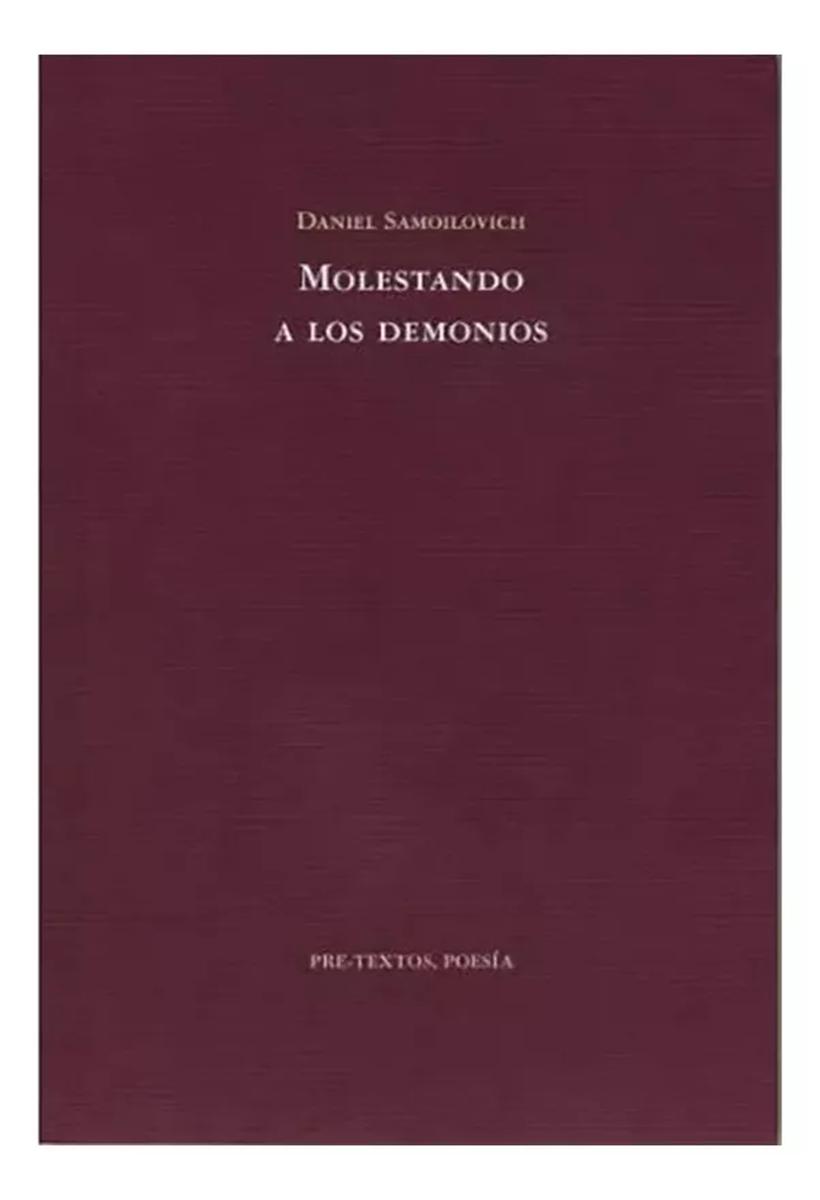 Daniel Samoilovich
Molestando
a los demonios
PRE-TEXTOS. POESÍA